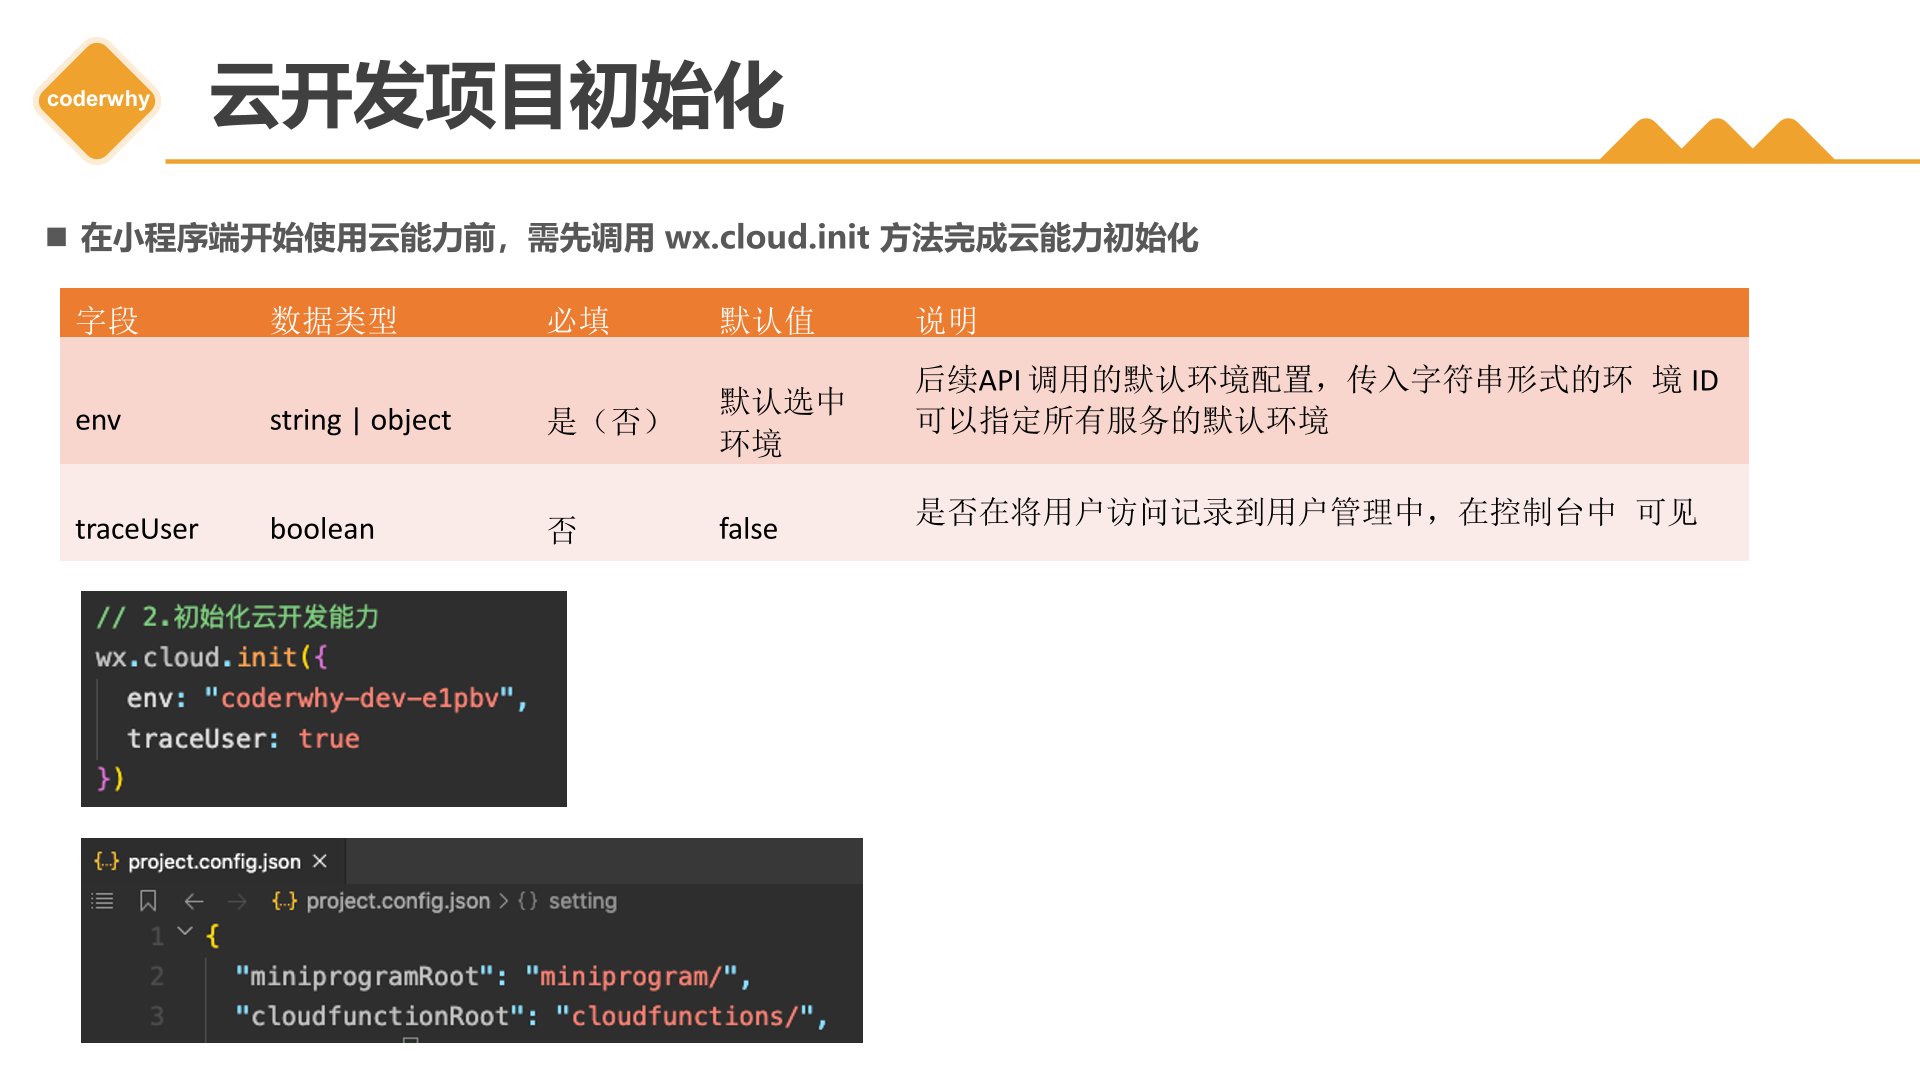 coderwhy
云开发项目初始化
■ 在小程序端开始使用云能力前，需先调用 wx.cloud.init 方法完成云能力初始化
字段 数据类型 必填 默认值 说明
env string | object 是（否） 默认选中
环境 后续API 调用的默认环境配置，传入字符串形式的环 境 ID
可以指定所有服务的默认环境
traceUser boolean 否 false 是否在将用户访问记录到用户管理中，在控制台中 可见
// 2.初始化云开发能力
wx.cloud.init({
env: "coderwhy-dev-e1pbv",
traceUser: true
})
{..} project.config.json ×
{..} project.config.json > {} setting
1 {
2 "miniprogramRoot": "miniprogram/",
3 "cloudfunctionRoot": "cloudfunctions/",